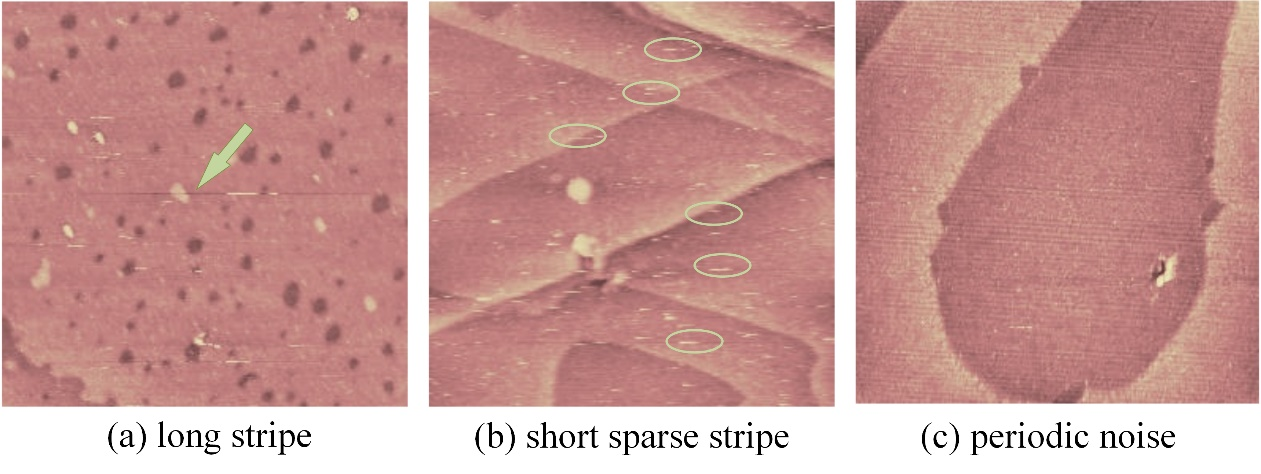 (a) long stripe
(b) short sparse stripe
(c) periodic noise